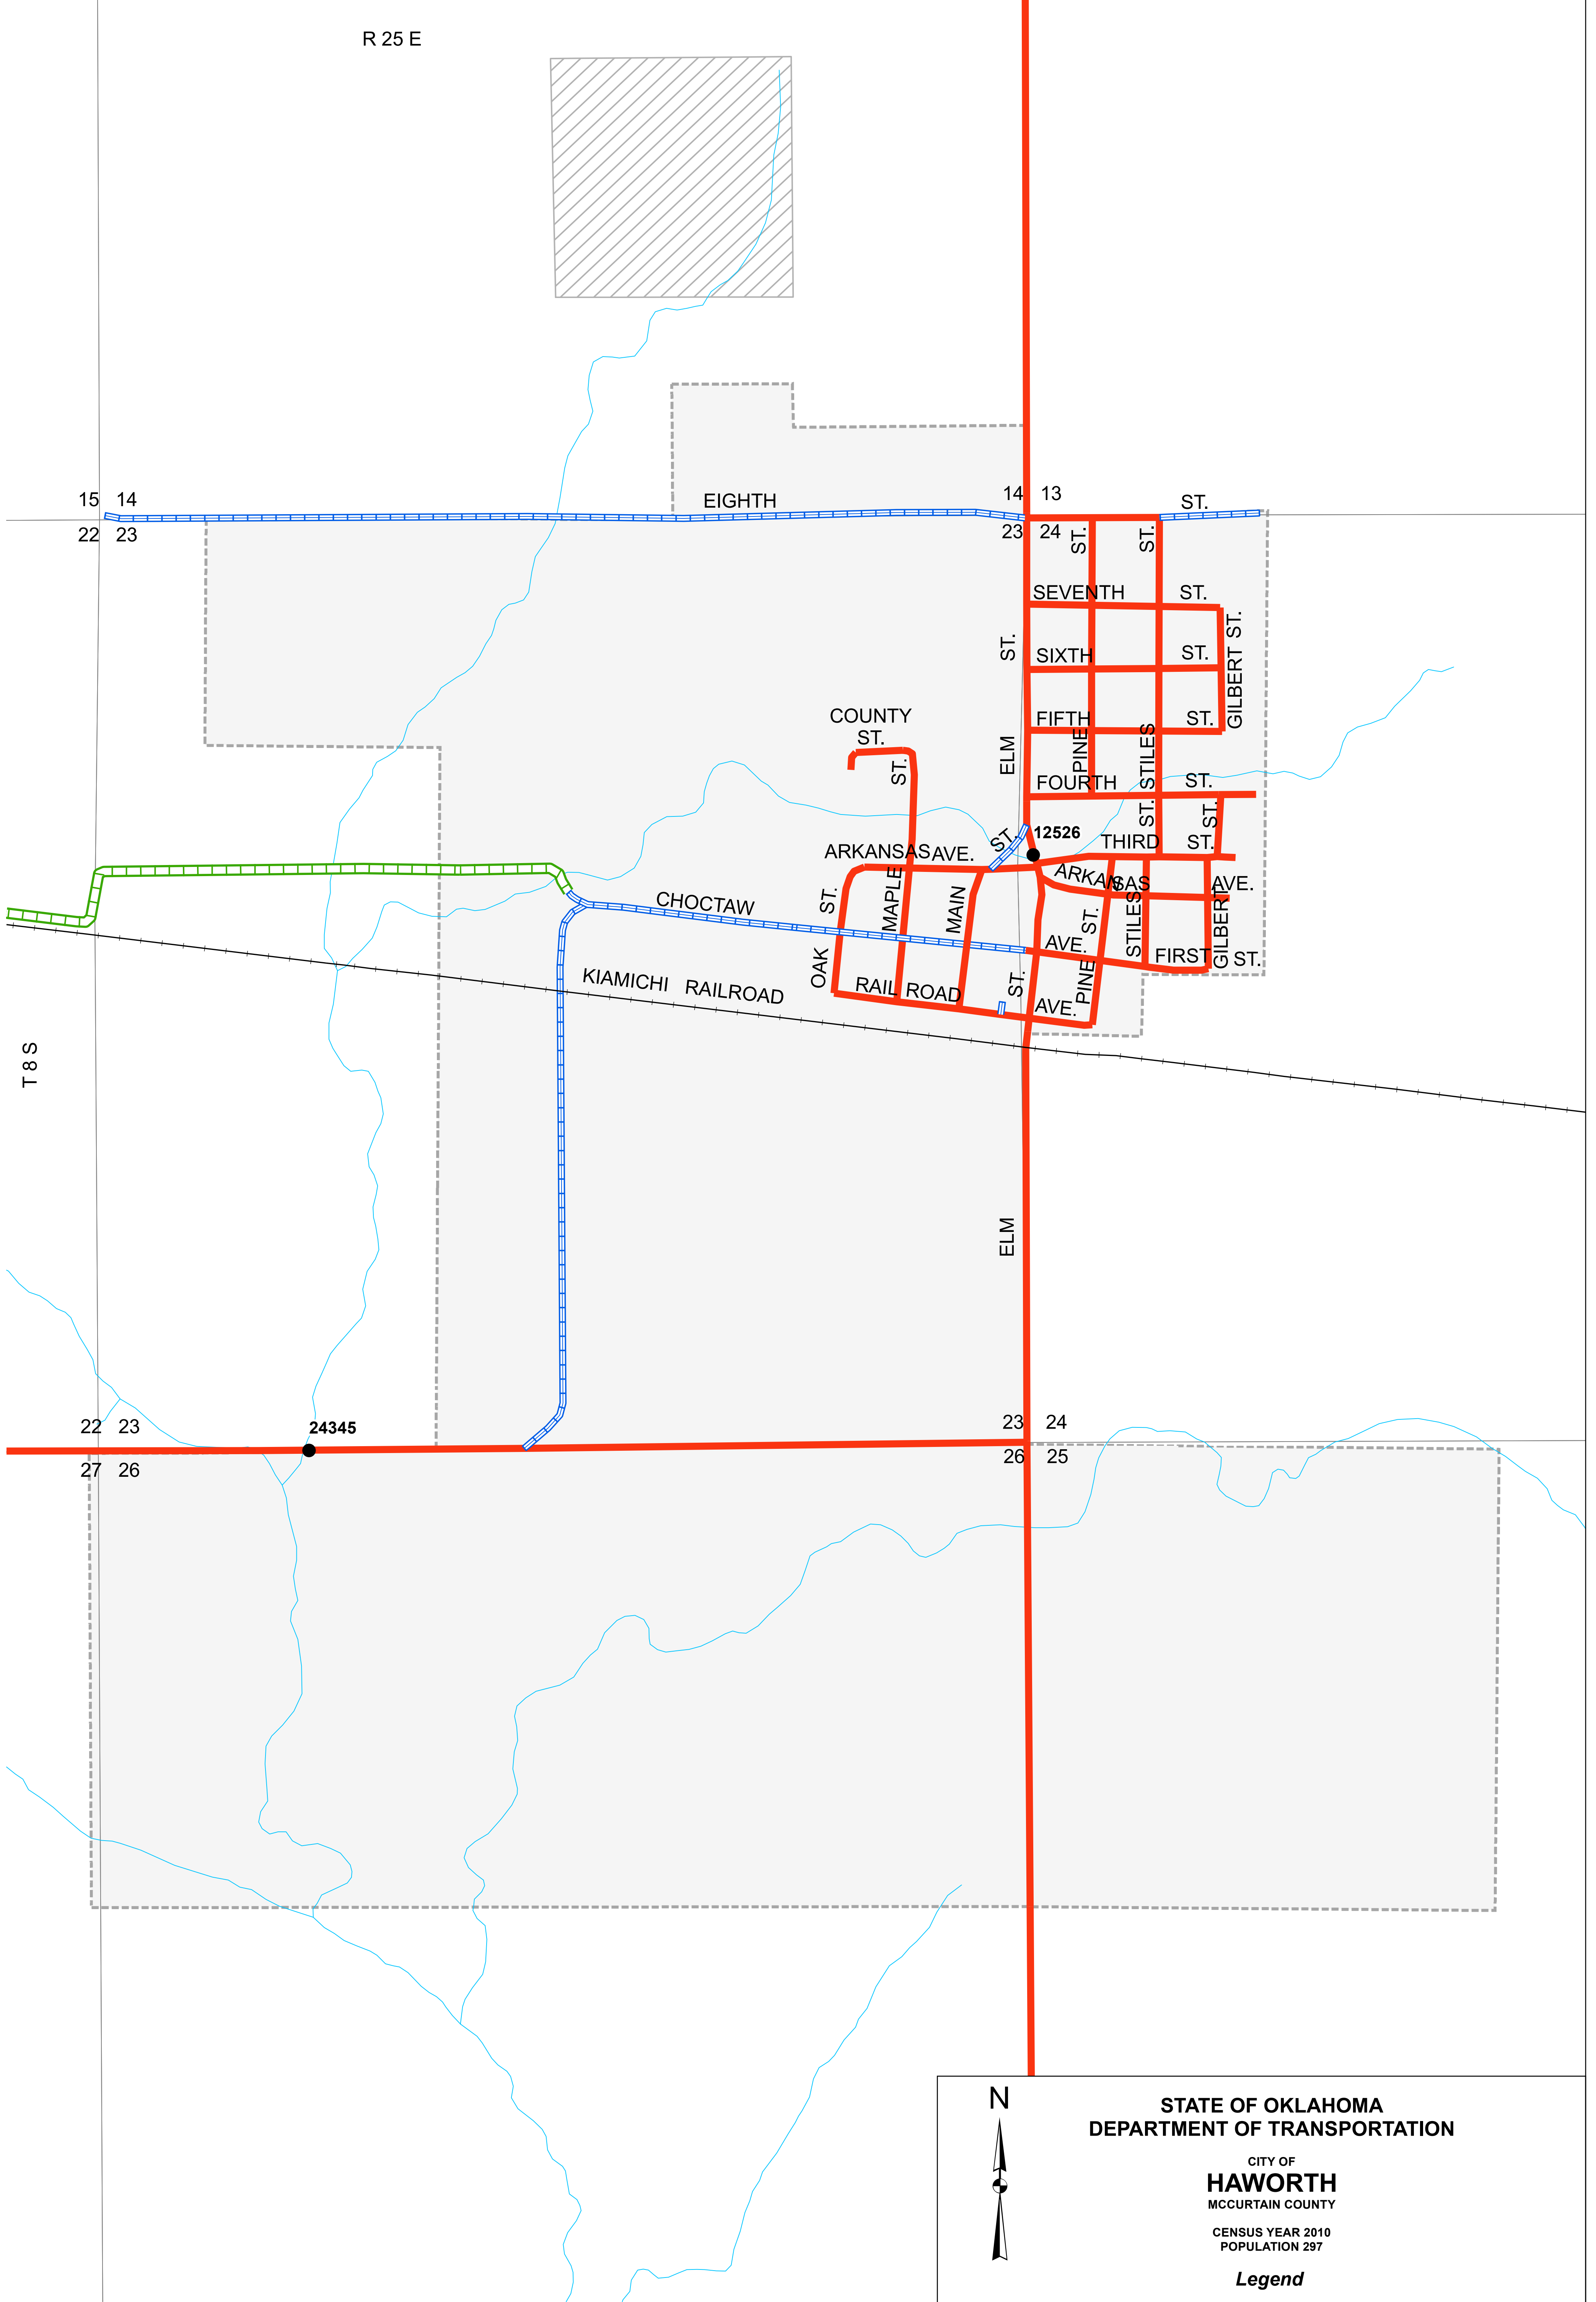 R 25 E
15 14
EIGHTH
14 13
ST.
22 23
23 24
ST.
ST.
SEVENTH ST.
ST.
GILBERT ST.
SIXTH ST.
COUNTY
ST.
FIFTH ST.
ST.
ELM
PINE
STILES
FOURTH ST.
ST.
ST.
ST.
12526
THIRD ST.
ARKANSAS AVE.
ARKANSAS AVE.
ST.
MAPLE
MAIN
CHOCTAW
ST.
STILES
GILBERT
AVE.
FIRST ST.
OAK
KIAMICHI RAILROAD
RAIL ROAD
ST.
PINE
AVE.
T 8 S
ELM
22 23
24345
23 24
27 26
26 25
N
STATE OF OKLAHOMA
DEPARTMENT OF TRANSPORTATION
CITY OF
HAWORTH
MCCURTAIN COUNTY
CENSUS YEAR 2010
POPULATION 297
Legend